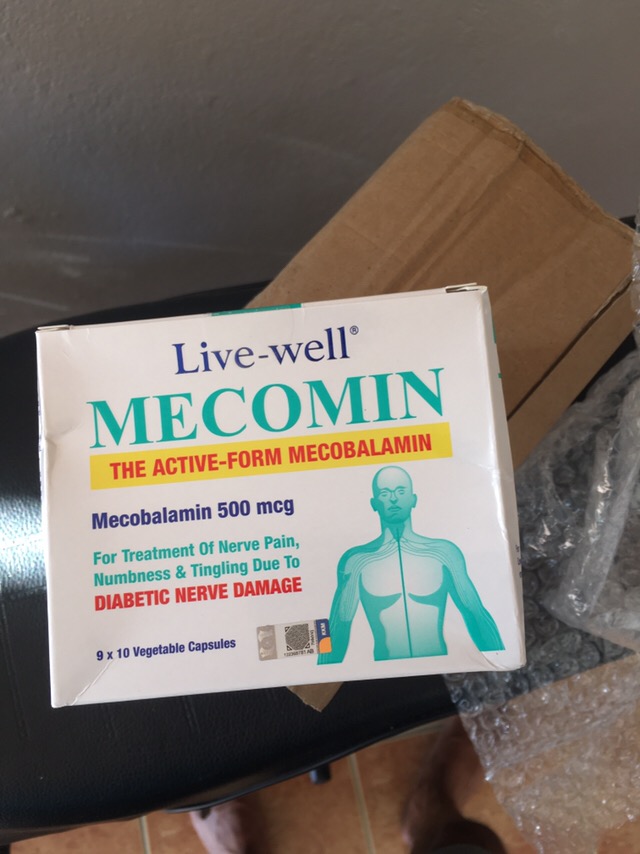 Live-well®
MECOMIN
THE ACTIVE-FORM MECOBALAMIN
Mecobalamin 500 mcg
For Treatment Of Nerve Pain,
Numbness & Tingling Due To
DIABETIC NERVE DAMAGE
9 x 10 Vegetable Capsules
KKM